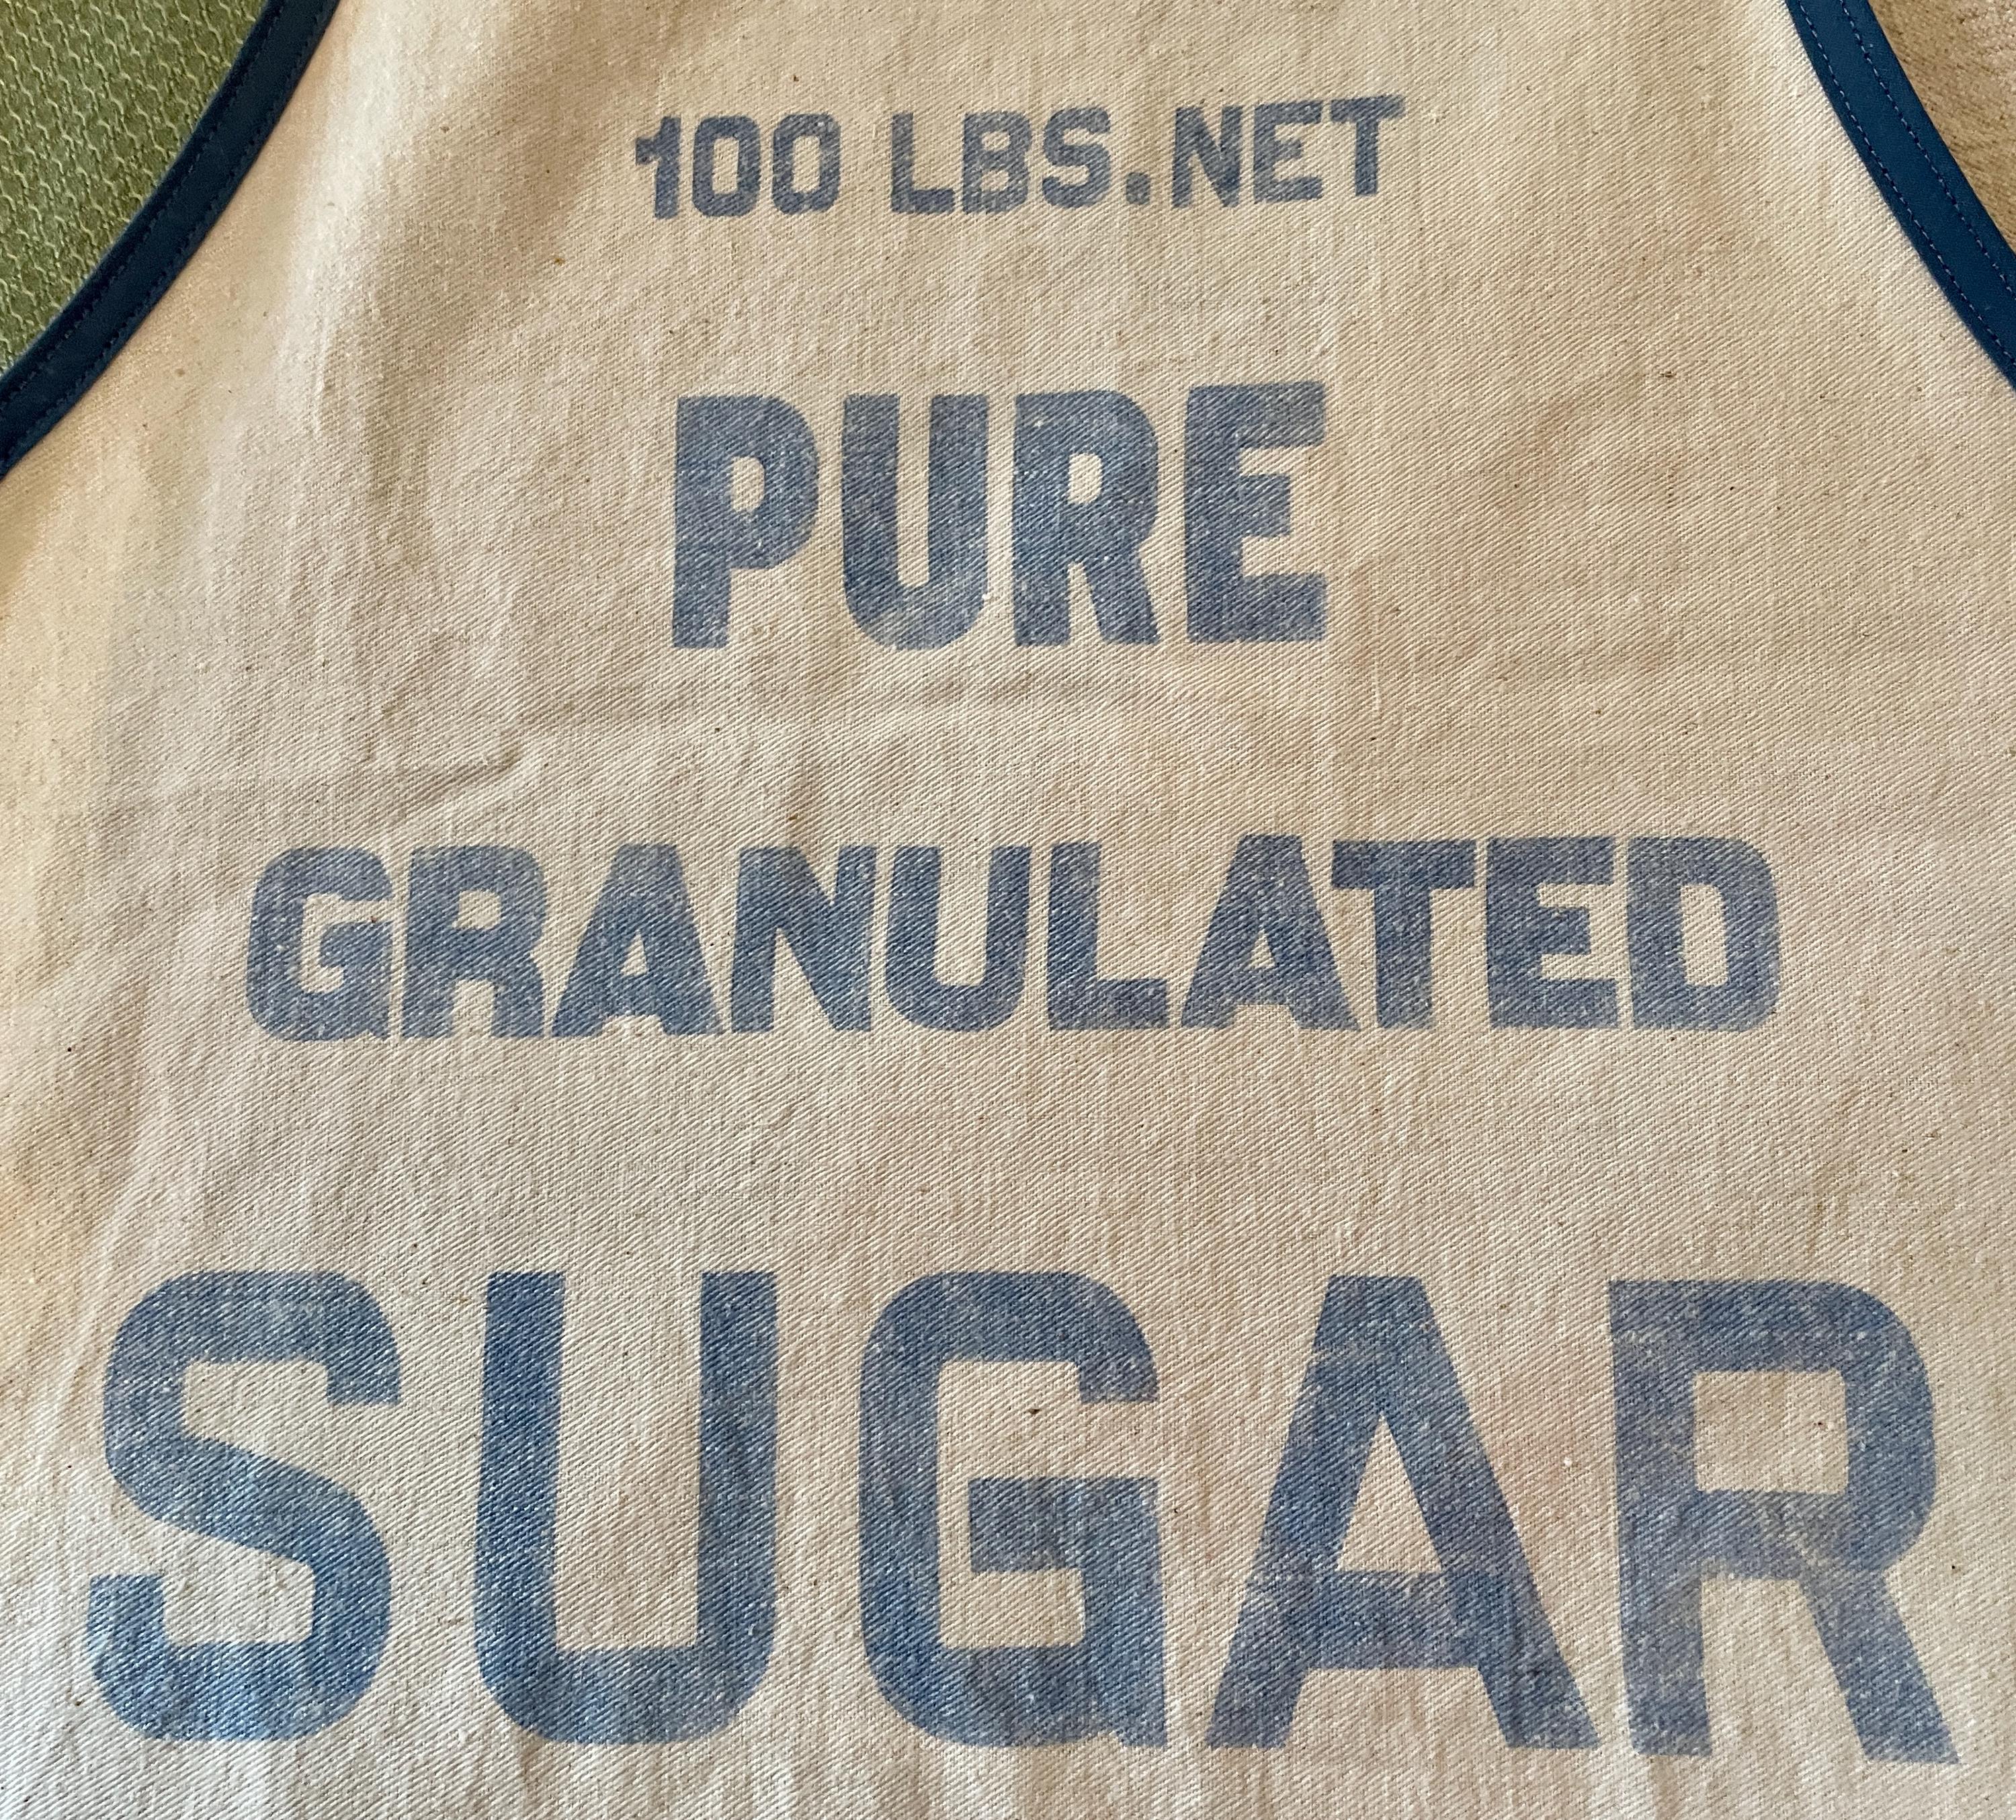 100 LBS. NET
PURE
GRANULATED
SUGAR